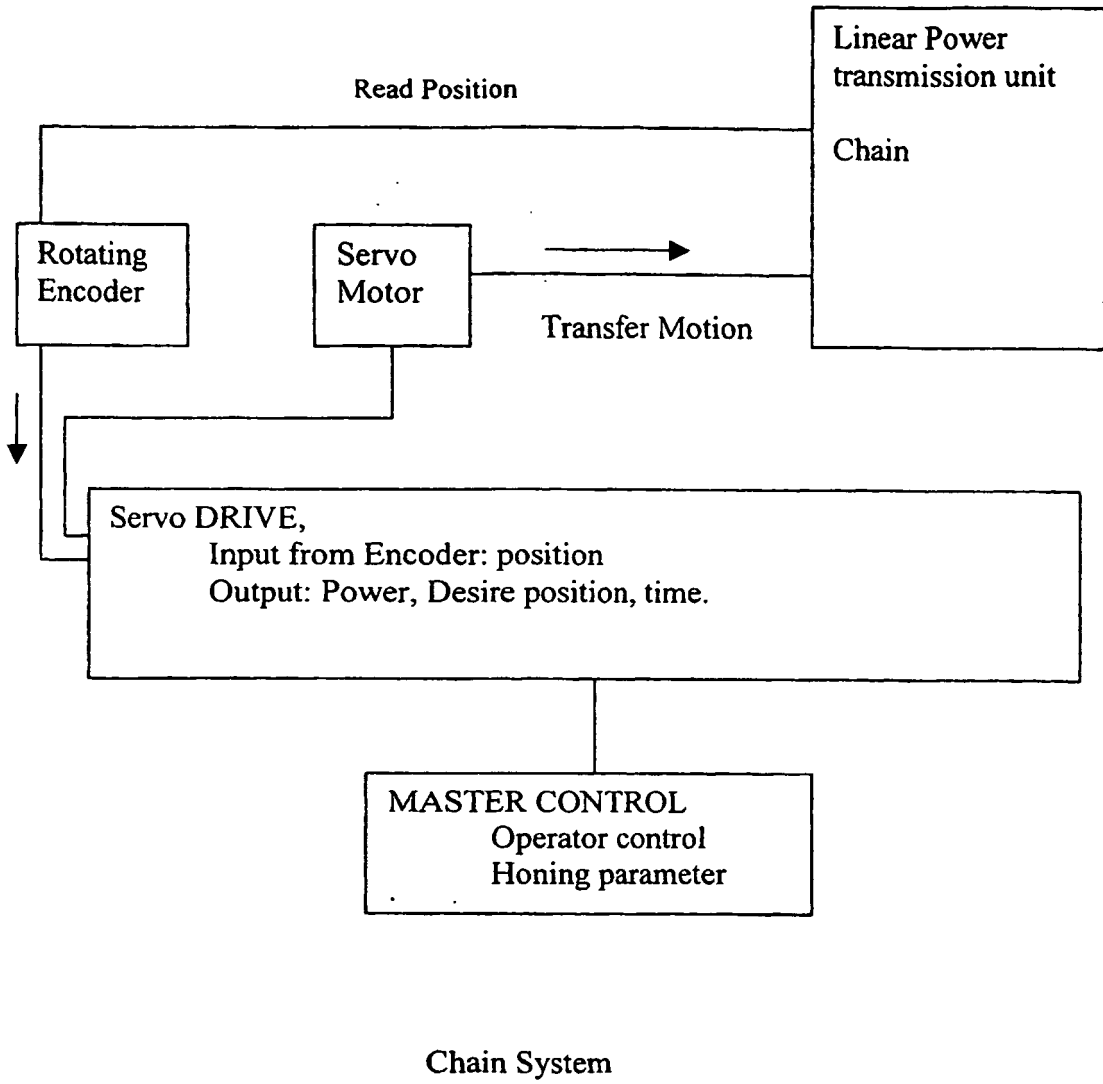 Linear Power
transmission unit
Chain
Read Position
Rotating
Encoder
Servo
Motor
Transfer Motion
Servo DRIVE,
Input from Encoder: position
Output: Power, Desire position, time.
MASTER CONTROL
Operator control
Honing parameter
Chain System